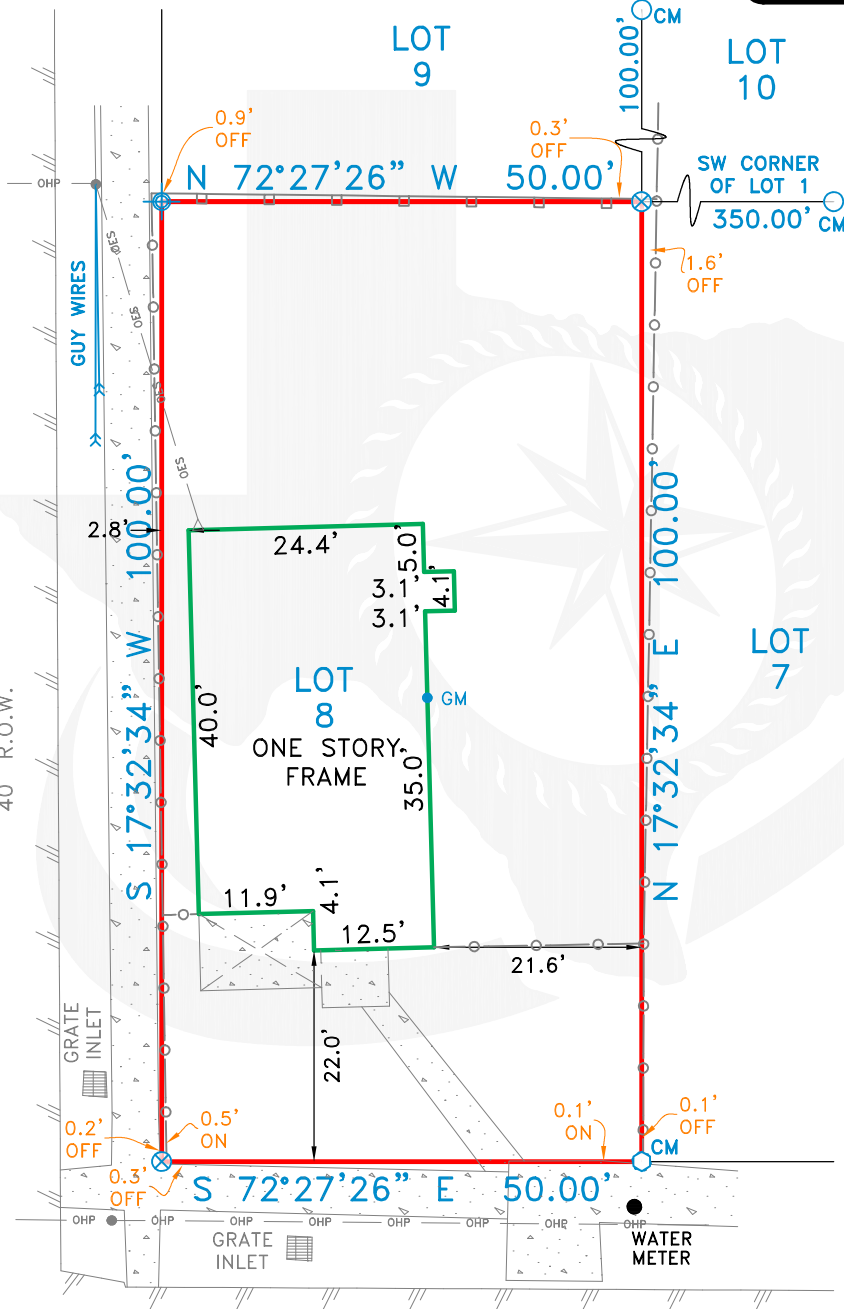 CM
LOT
9
LOT
10
100.00'
0.9'
OFF
0.3'
OFF
N 72°27'26" W 50.00'
SW CORNER
OF LOT 1
350.00'
CM
OHP
1.6'
OFF
GUY WIRES
OES
OES
OES
OES
S 17°32'34" W 100.00'
N 17°32'34" E 100.00'
2.8'
24.4'
5.0'
3.1'
4.1'
3.1'
40.0'
LOT
8
GM
ONE STORY
FRAME
35.0'
LOT
7
40' R.O.W.
11.9'
4.1'
12.5'
21.6'
22.0'
GRATE
INLET
0.2'
OFF
0.5'
ON
0.1'
ON
0.1'
OFF
CM
0.3'
OFF
S 72°27'26" E 50.00'
OHP OHP OHP OHP OHP OHP OHP OHP
GRATE
INLET
WATER
METER